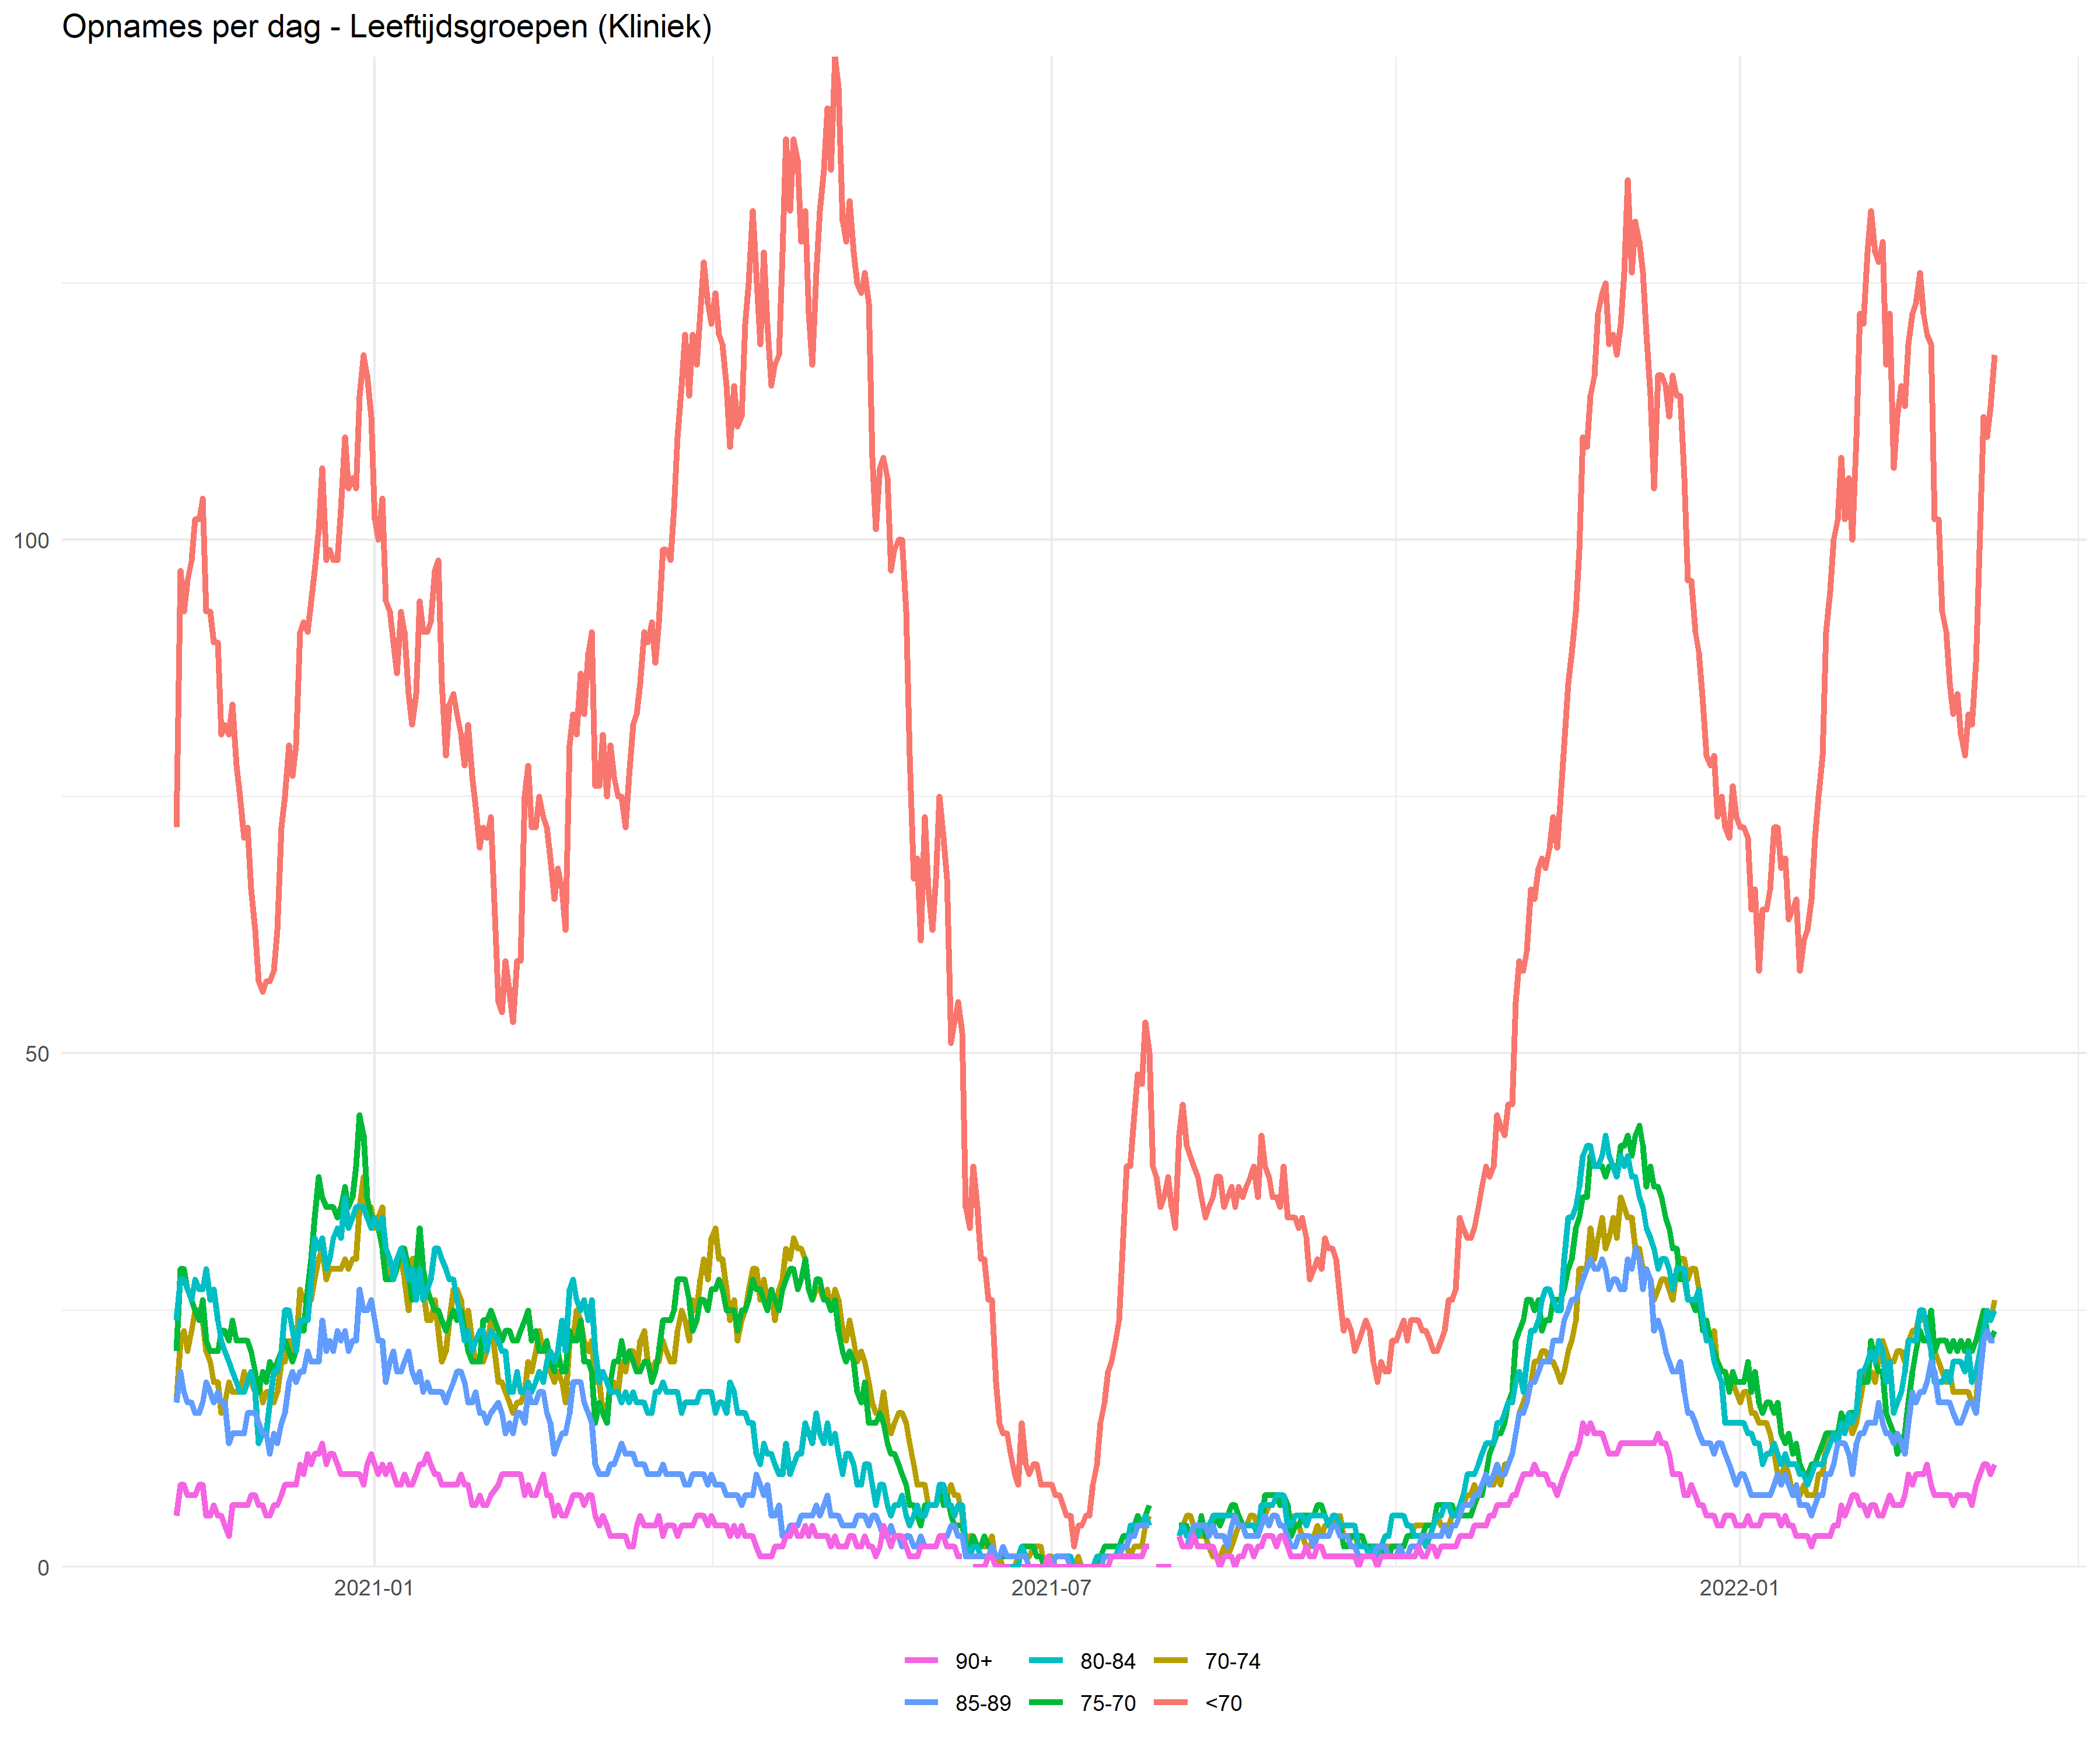 Opnames per dag - Leeftijdsgroepen (Kliniek)
100
50
0
2021-01 2021-07 2022-01
90+ 80-84 70-74
85-89 75-70 <70